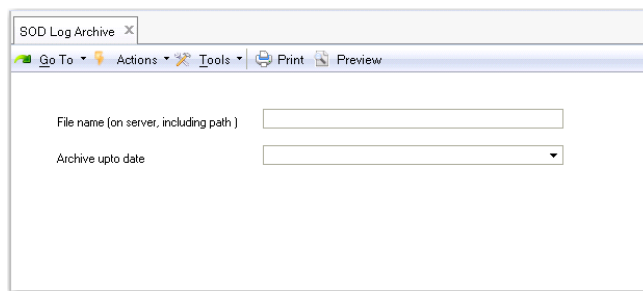 SOD Log Archive
Go To Actions Tools Print Preview
File name (on server, including path )
Archive upto date